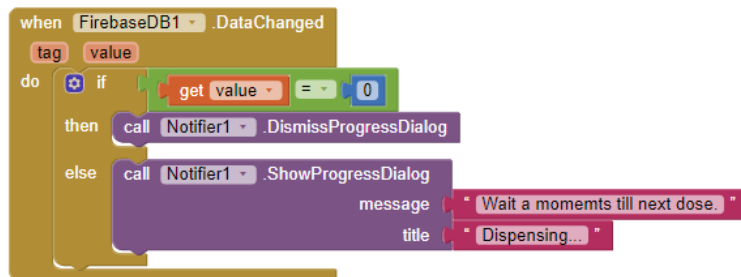 when FirebaseDB1 .DataChanged
tag value
do if get value = 0
then call Notifier1 .DismissProgressDialog
else call Notifier1 .ShowProgressDialog
message " Wait a momemts till next dose. "
title " Dispensing... "